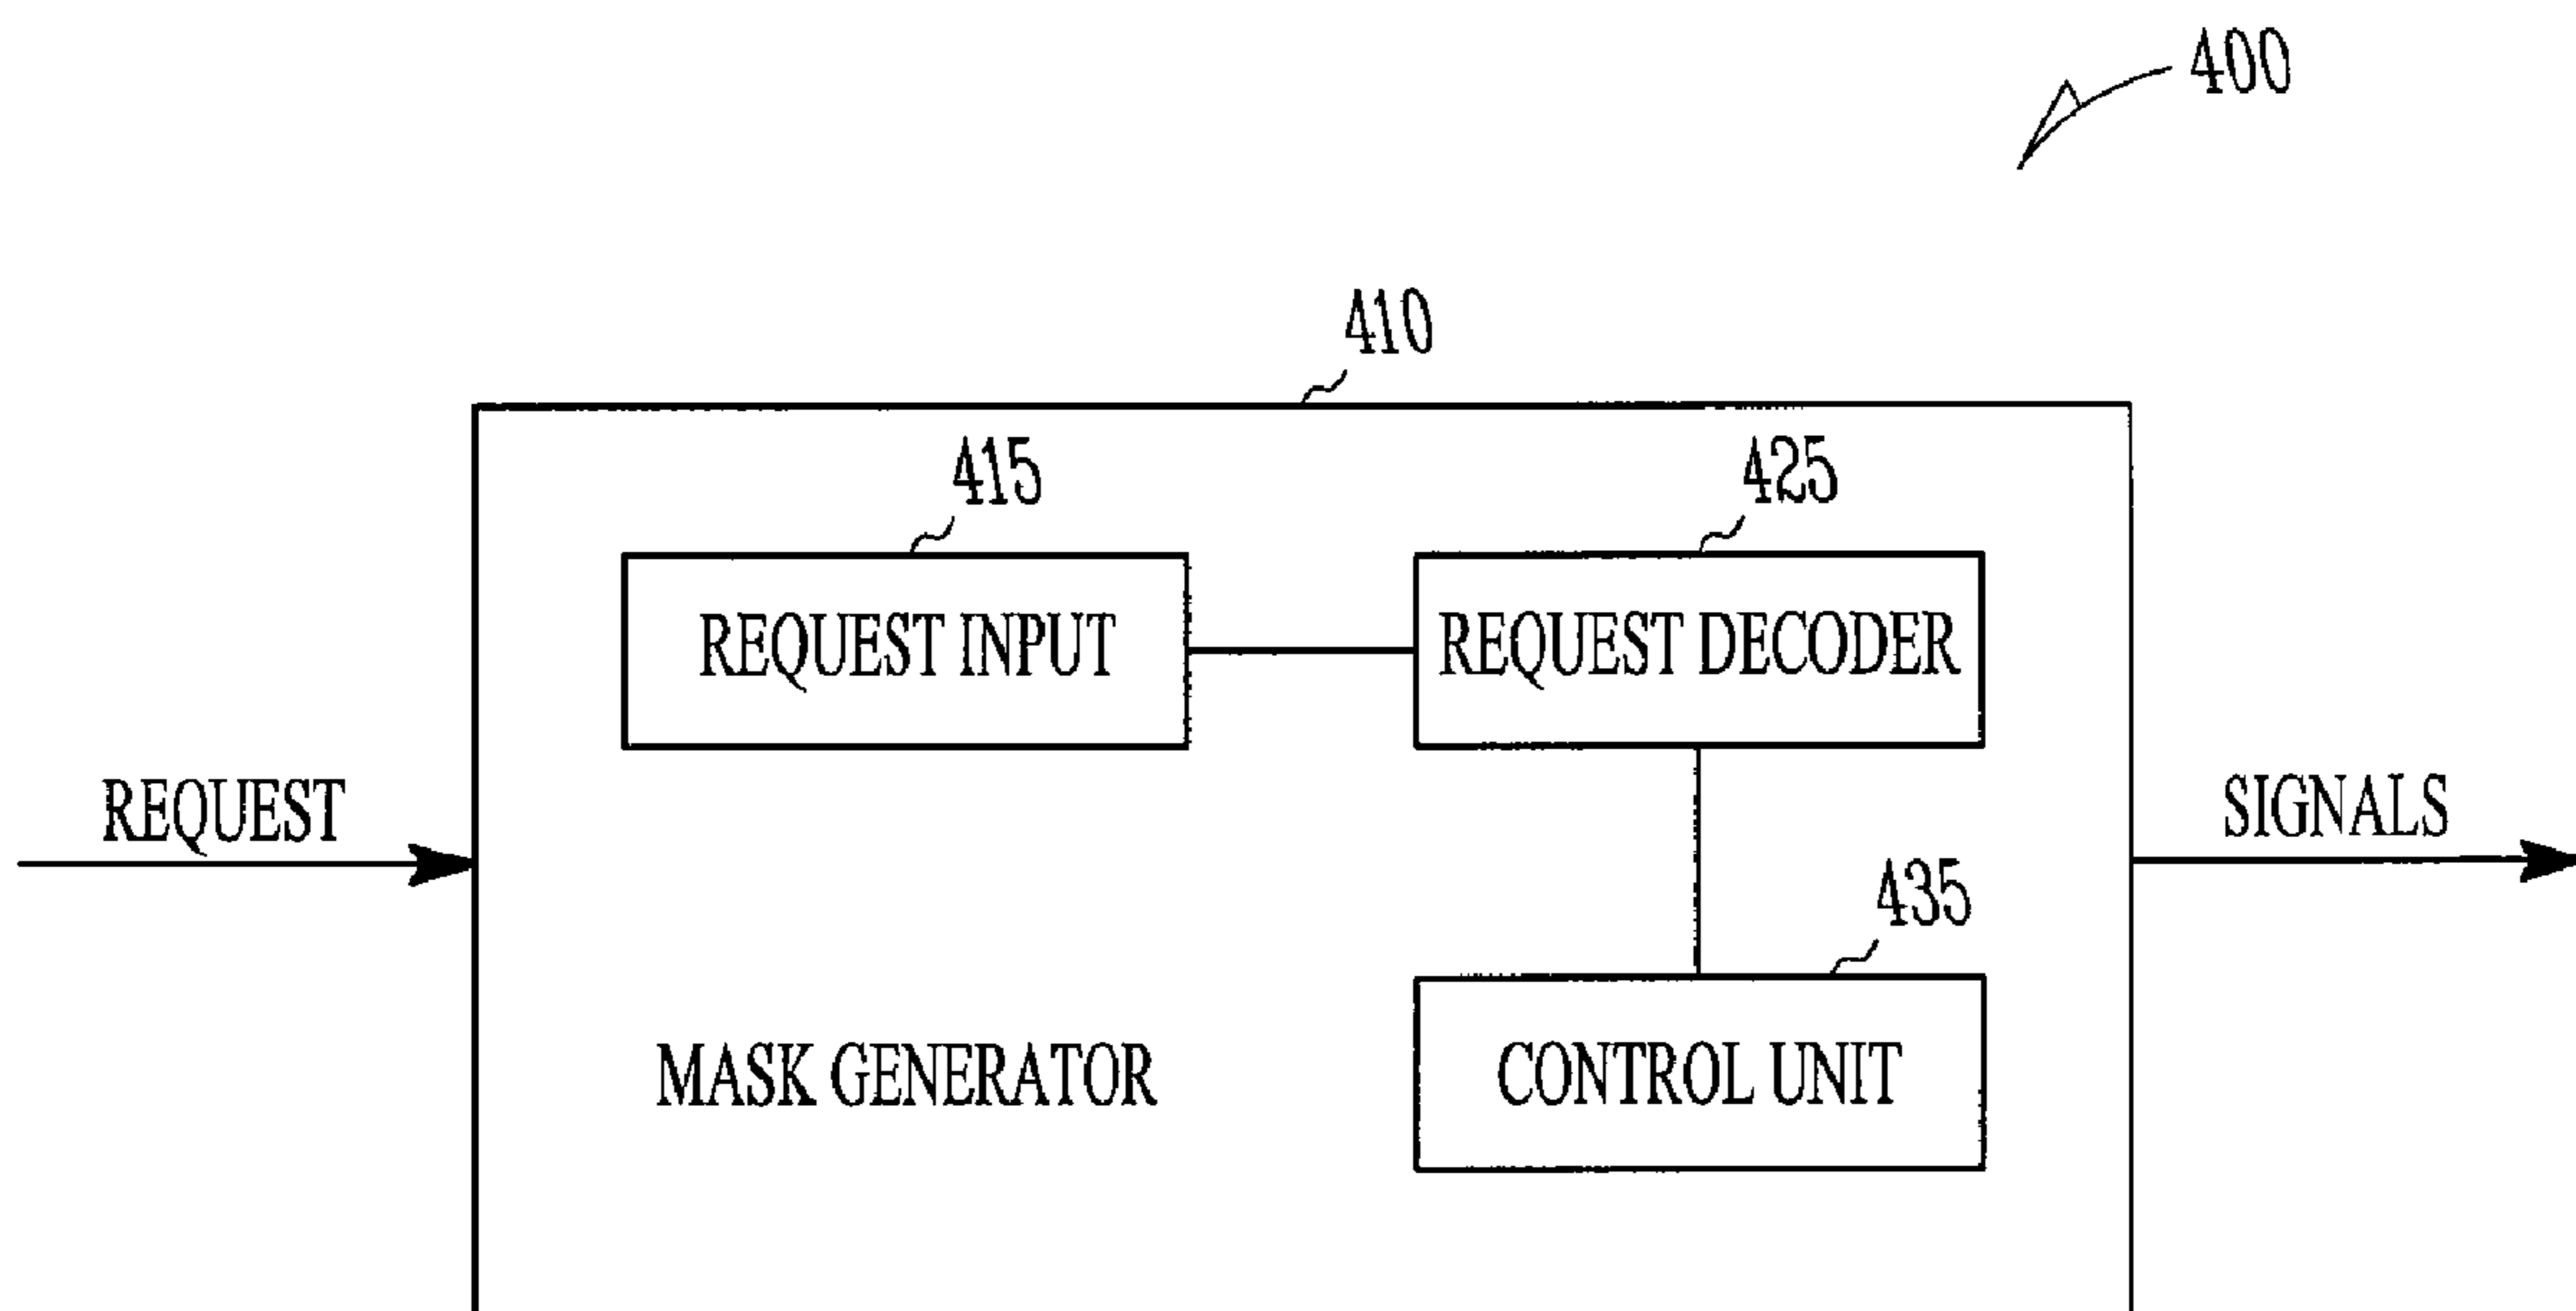 400
410
415
425
REQUEST INPUT
REQUEST DECODER
REQUEST
SIGNALS
435
MASK GENERATOR
CONTROL UNIT